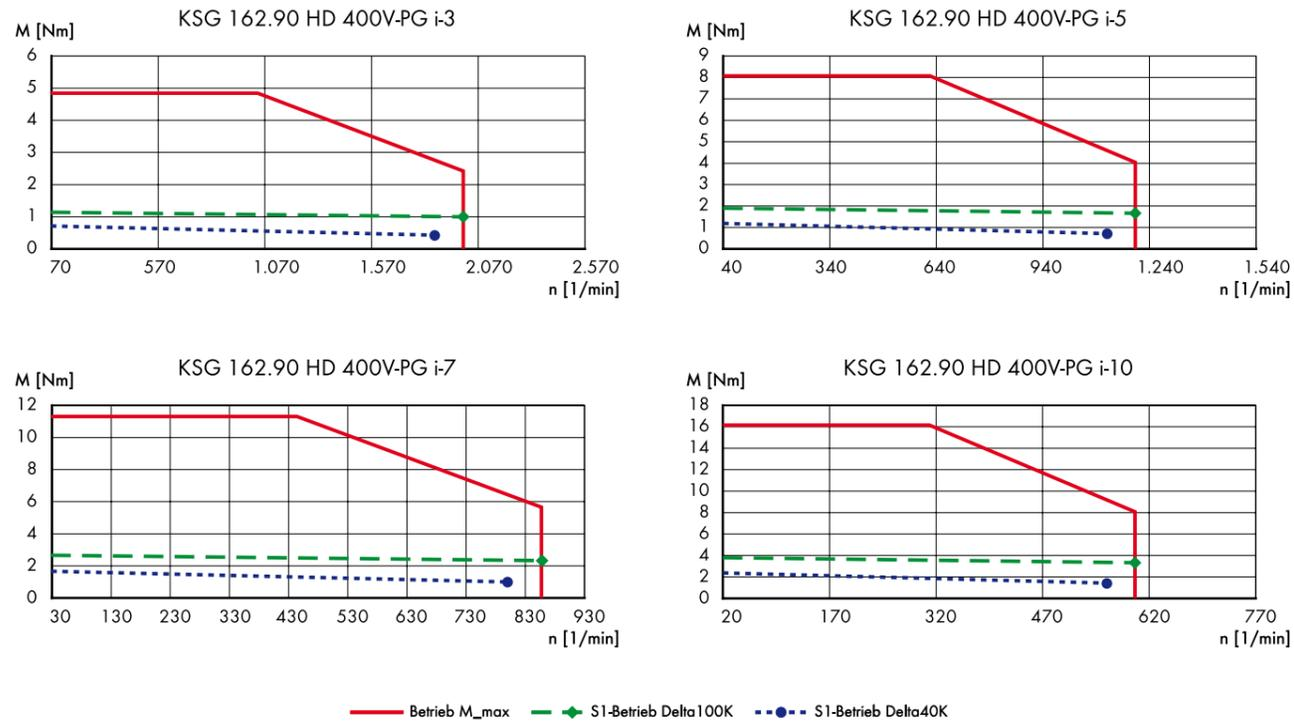 KSG 162.90 HD 400V-PG i-3
M [Nm]
6
5
4
3
2
1
0
70 570 1.070 1.570 2.070 2.570
n [1/min]
KSG 162.90 HD 400V-PG i-5
M [Nm]
9
8
7
6
5
4
3
2
1
0
40 340 640 940 1.240 1.540
n [1/min]
KSG 162.90 HD 400V-PG i-7
M [Nm]
12
10
8
6
4
2
0
30 130 230 330 430 530 630 730 830 930
n [1/min]
KSG 162.90 HD 400V-PG i-10
M [Nm]
18
16
14
12
10
8
6
4
2
0
20 170 320 470 620 770
n [1/min]
Betrieb M_max S1-Betrieb Delta100K S1-Betrieb Delta40K